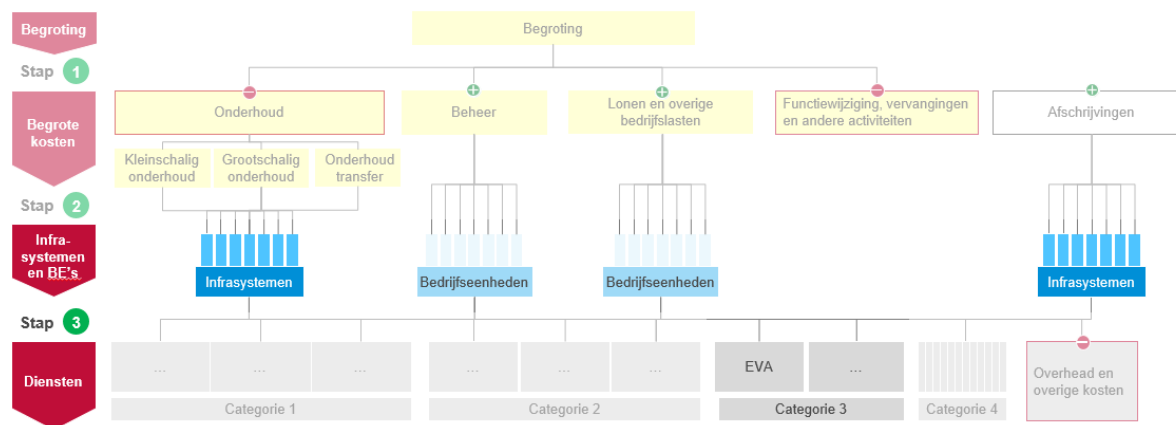 Begroting
Begroting
Stap 1
Begrote
kosten
Onderhoud
Beheer
Lonen en overige
bedrijfslasten
Functiewijziging, vervangingen
en andere activiteiten
Afschrijvingen
Kleinschalig
onderhoud
Grootschalig
onderhoud
Onderhoud
transfer
Stap 2
Infra-
systemen
en BE's
Infrasystemen
Bedrijfseenheden
Bedrijfseenheden
Infrasystemen
Stap 3
Diensten
...
...
...
...
...
...
EVA
...
Overhead en
overige kosten
Categorie 1
Categorie 2
Categorie 3
Categorie 4